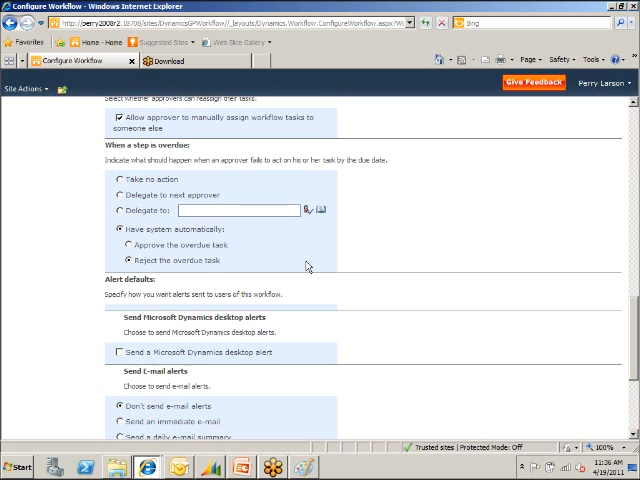 Configure Workflow - Windows Internet Explorer
http://perry2008r2:18708/sites/DynamicsGPWorkflow/_layouts/Dynamics.Workflow.ConfigureWorkflow.aspx?Wo
Bing
Favorites
Home - Home
Suggested Sites
Web Slice Gallery
Configure Workflow
Download
Page
Safety
Tools
Site Actions
Give Feedback
Perry Larson
Select whether approvers can reassign their tasks.
Allow approver to manually assign workflow tasks to
someone else
When a step is overdue:
Indicate what should happen when an approver fails to act on his or her task by the due date.
Take no action
Delegate to next approver
Delegate to:
Have system automatically:
Approve the overdue task
Reject the overdue task
Alert defaults:
Specify how you want alerts sent to users of this workflow.
Send Microsoft Dynamics desktop alerts
Choose to send Microsoft Dynamics alerts.
Send a Microsoft Dynamics desktop alert
Send E-mail alerts
Choose to send e-mail alerts.
Don't send e-mail alerts
Send an immediate e-mail
Send a daily e-mail summary
Trusted sites | Protected Mode: Off
100%
Start
11:36 AM
4/19/2011